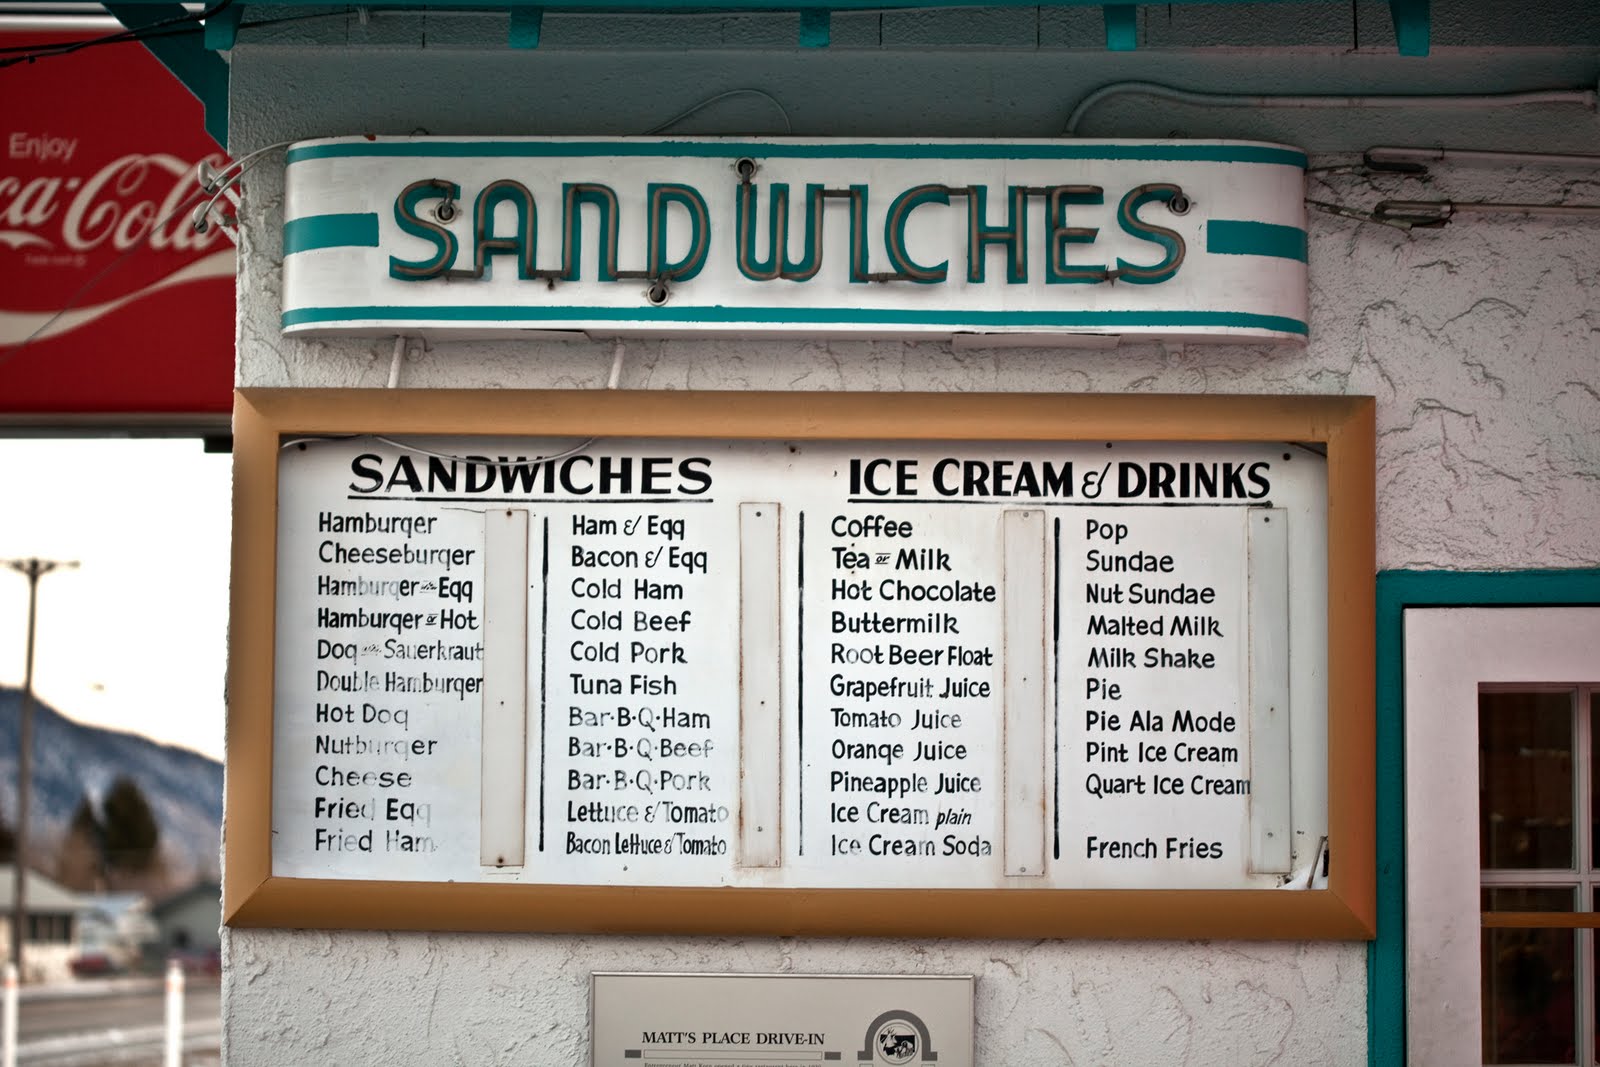 Enjoy
Coca-Cola
SANDWICHES
SANDWICHES
Hamburger
Cheeseburger
Hamburger with Egg
Hamburger or Hot
Dog with Sauerkraut
Double Hamburger
Hot Dog
Nutburger
Cheese
Fried Egg
Fried Ham
Ham & Egg
Bacon & Egg
Cold Ham
Cold Beef
Cold Pork
Tuna Fish
Bar-B-Q-Ham
Bar-B-Q-Beef
Bar-B-Q-Pork
Lettuce & Tomato
Bacon Lettuce & Tomato
ICE CREAM & DRINKS
Coffee
Tea or Milk
Hot Chocolate
Buttermilk
Root Beer Float
Grapefruit Juice
Tomato Juice
Orange Juice
Pineapple Juice
Ice Cream plain
Ice Cream Soda
Pop
Sundae
Nut Sundae
Malted Milk
Milk Shake
Pie
Pie Ala Mode
Pint Ice Cream
Quart Ice Cream
French Fries
MATT'S PLACE DRIVE-IN